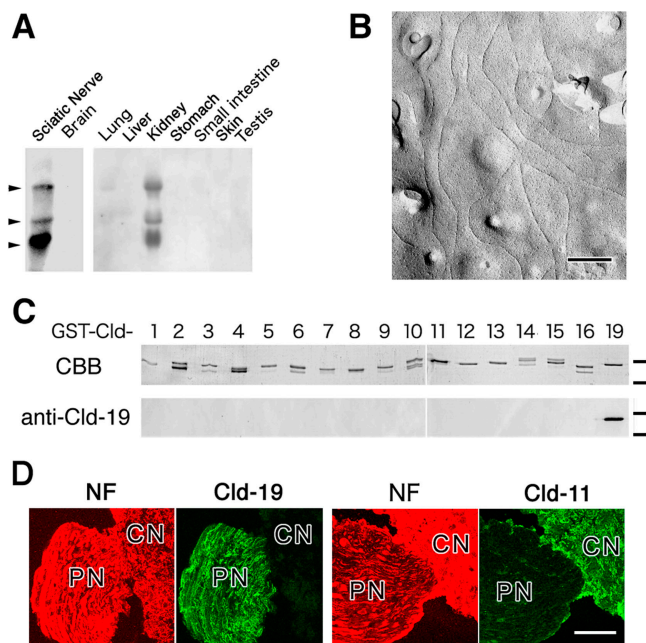 A
Sciatic Nerve
Brain
Lung
Liver
Kidney
Stomach
Small intestine
Skin
Testis
B
C
GST-Cld- 1 2 3 4 5 6 7 8 9 10 11 12 13 14 15 16 19
CBB
anti-Cld-19
D
NF Cld-19 NF Cld-11
CN CN CN CN
PN PN PN PN